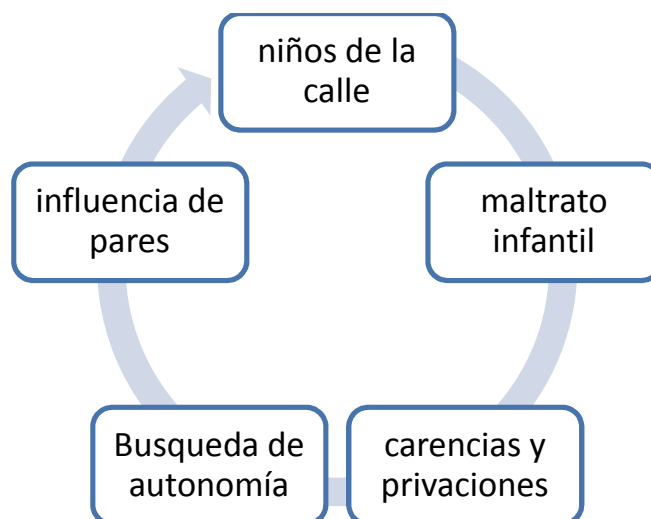 niños de la
calle
maltrato
infantil
carencias y
privaciones
Busqueda de
autonomía
influencia de
pares